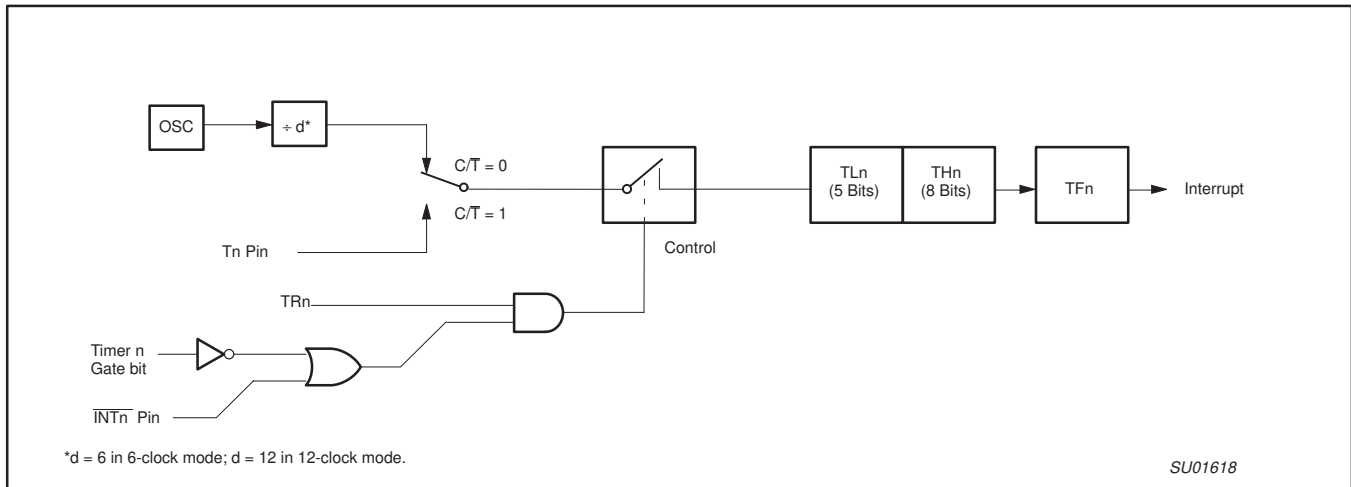 OSC
÷ d*
C/T̅ = 0
C/T̅ = 1
Tn Pin
TRn
Timer n
Gate bit
I̅N̅T̅n̅ Pin
Control
TLn
(5 Bits)
THn
(8 Bits)
TFn
Interrupt
*d = 6 in 6-clock mode; d = 12 in 12-clock mode.
SU01618